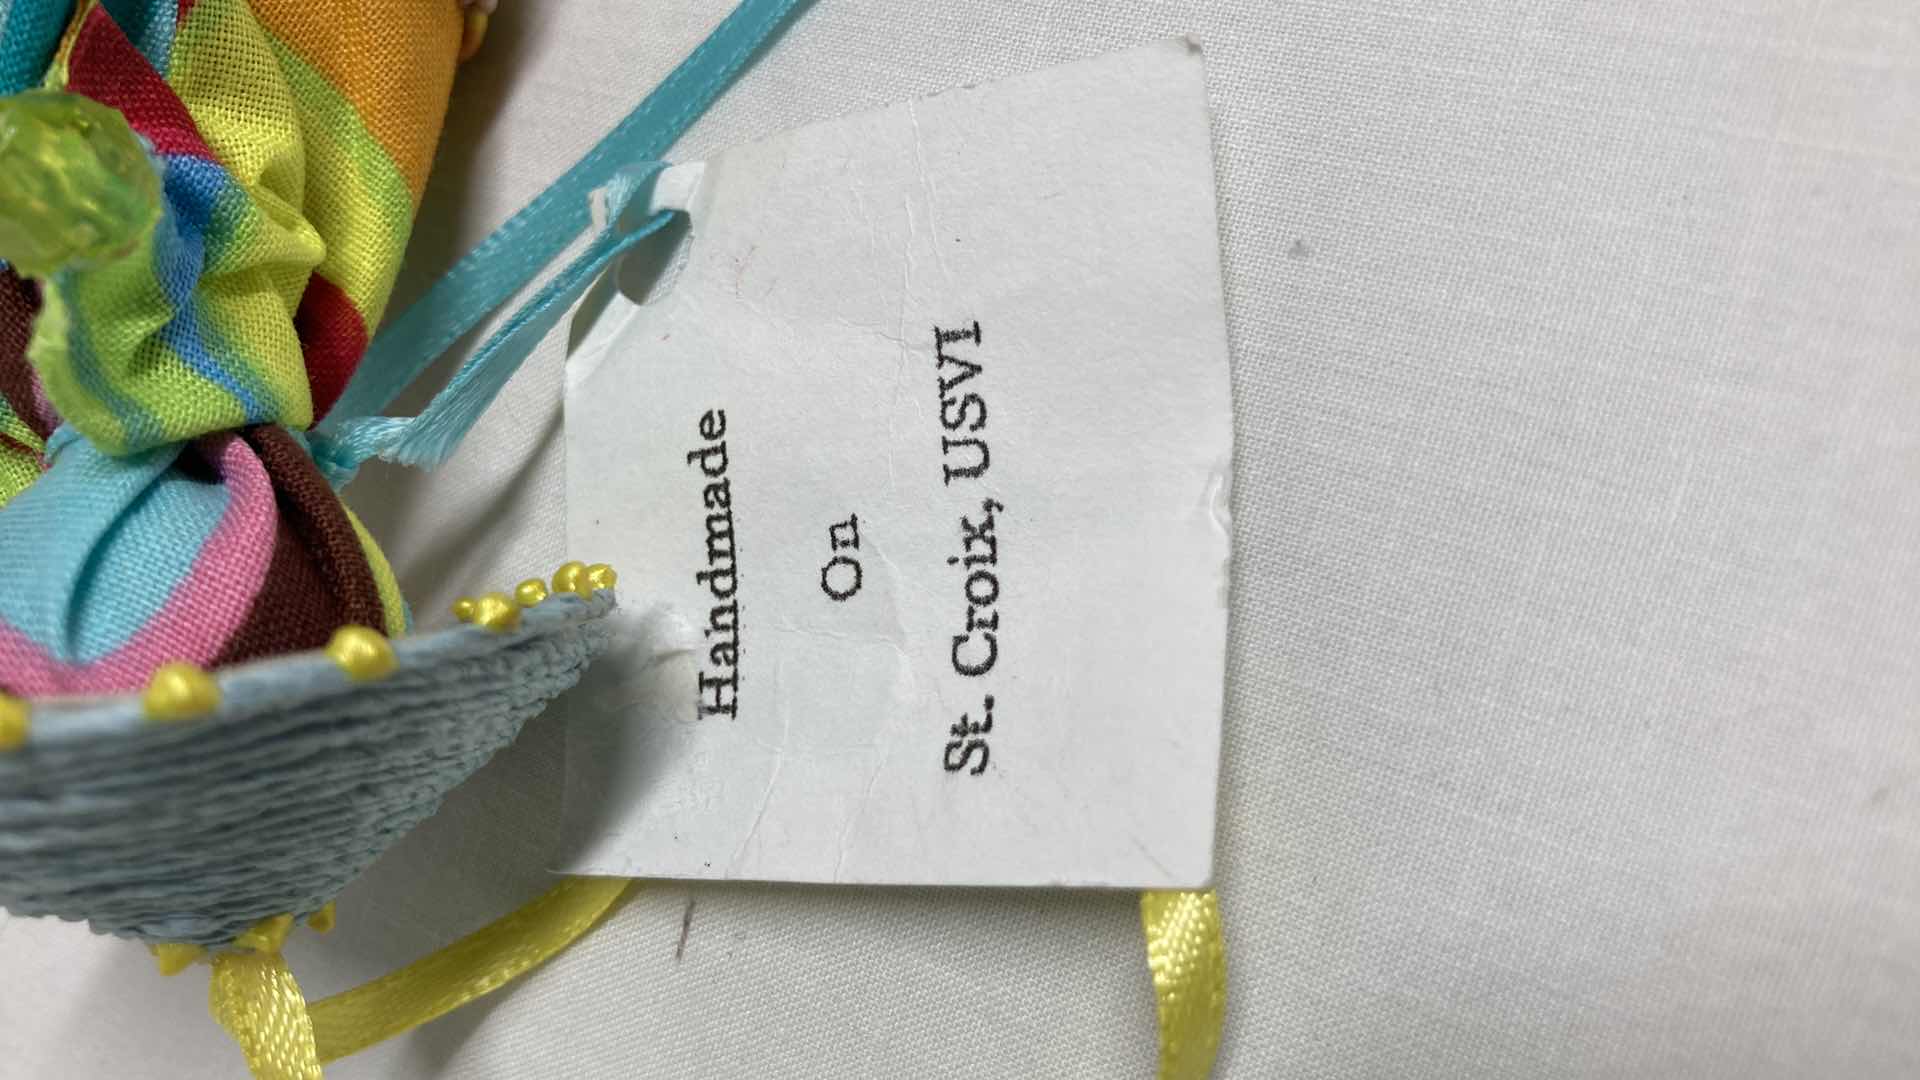 Handmade
On
St. Croix, USVI